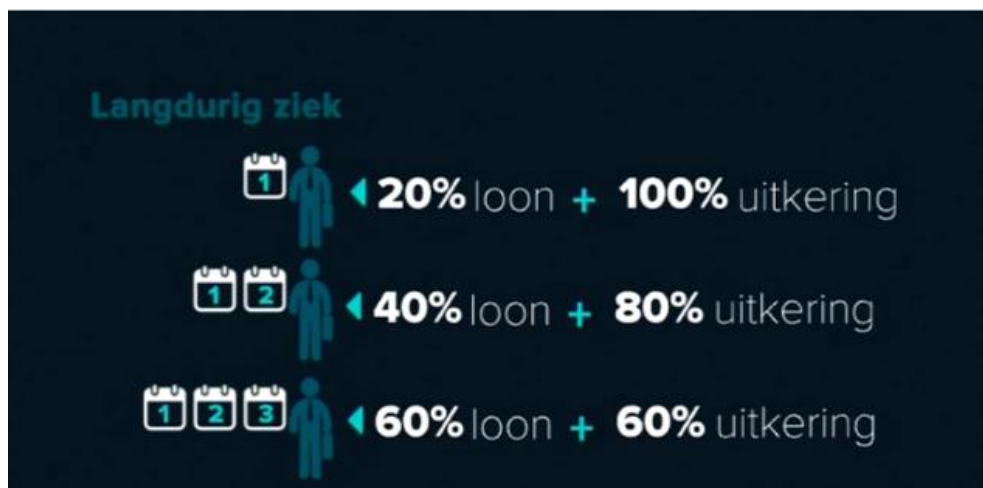 Langdurig ziek
1 20% loon + 100% uitkering
1 2 40% loon + 80% uitkering
1 2 3 60% loon + 60% uitkering